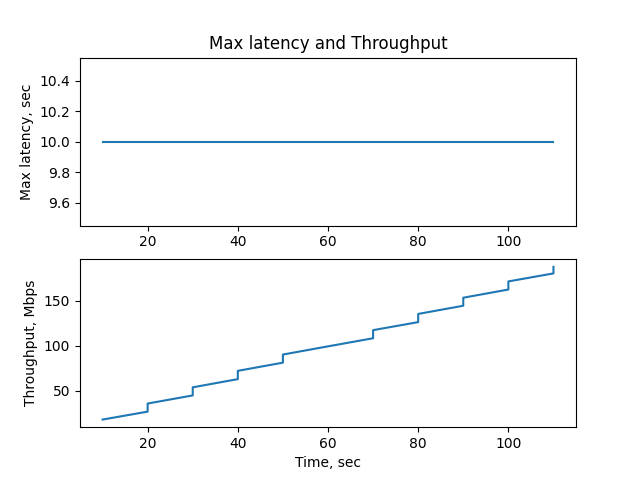 Max latency and Throughput
Max latency, sec
10.4
10.2
10.0
9.8
9.6
20 40 60 80 100
Throughput, Mbps
150
100
50
20 40 60 80 100
Time, sec